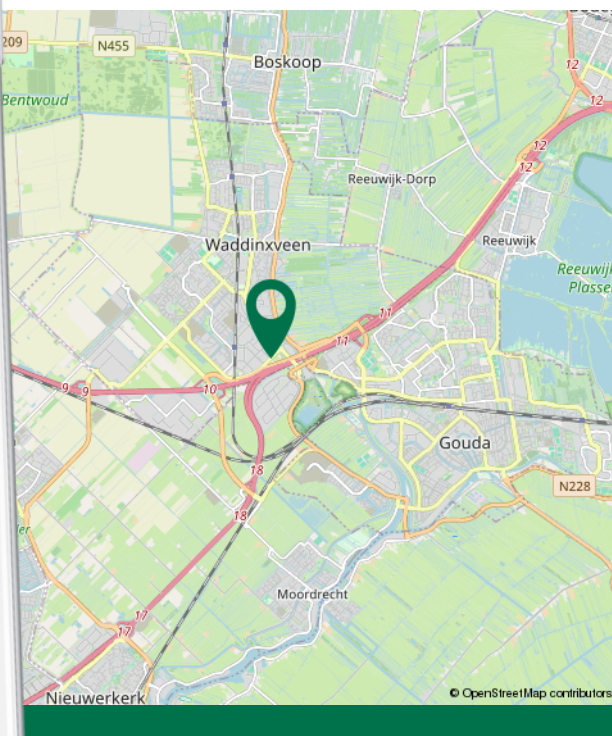 209
N455
Boskoop
12
12
Bentwoud
12
Reeuwijk-Dorp
12
Waddinxveen
Reeuwijk
Reeuwijk
Plasse
11
11
9
9
10
Gouda
18
N228
18
Moordrecht
17
17
Nieuwerkerk
© OpenStreetMap contributors